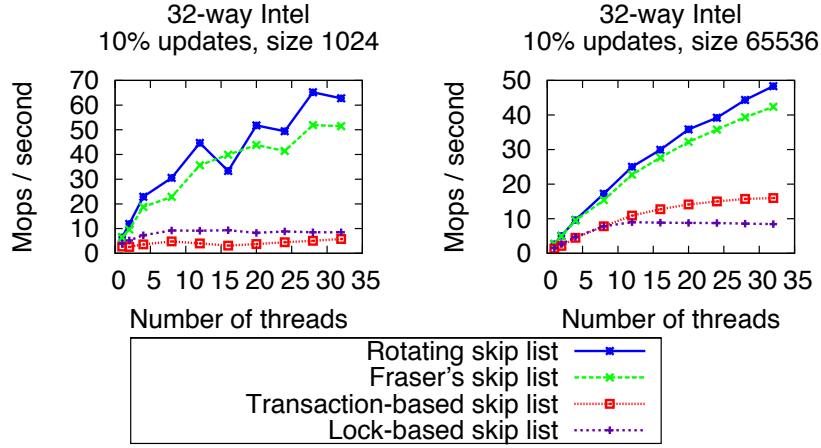 32-way Intel
10% updates, size 1024
Mops / second
70
60
50
40
30
20
10
0
0 5 10 15 20 25 30 35
Number of threads
32-way Intel
10% updates, size 65536
Mops / second
50
40
30
20
10
0
0 5 10 15 20 25 30 35
Number of threads
Rotating skip list
Fraser's skip list
Transaction-based skip list
Lock-based skip list